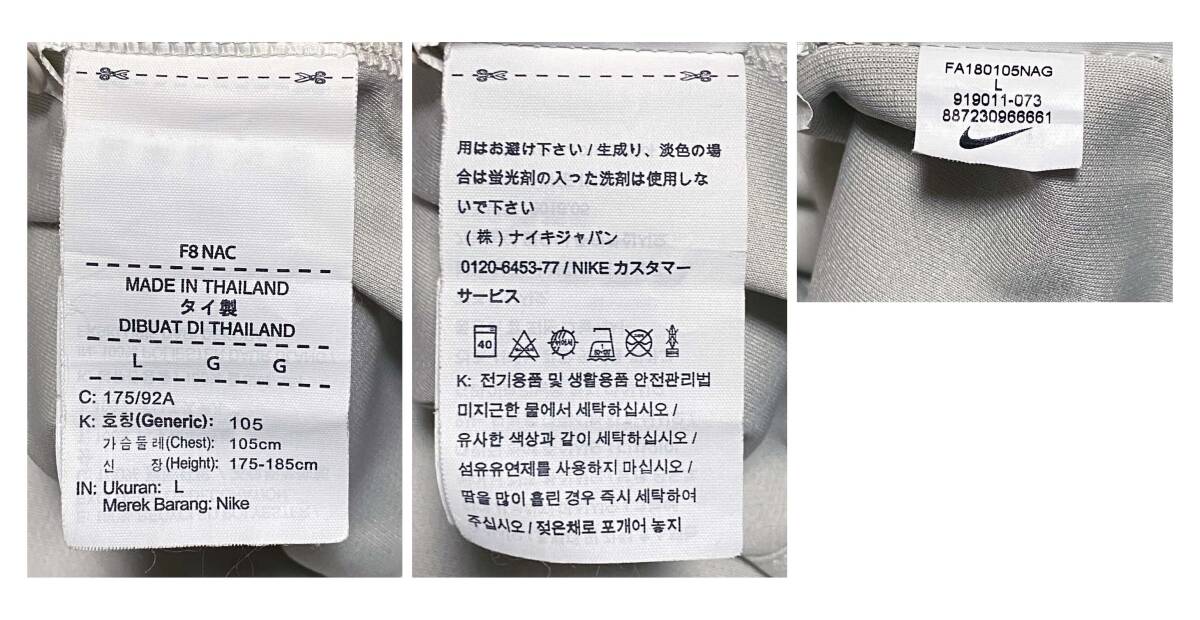 F8 NAC
MADE IN THAILAND
タイ製
DIBUAT DI THAILAND
L G G
C: 175/92A
K: 호칭(Generic): 105
가슴둘레(Chest): 105cm
신 장(Height): 175-185cm
IN: Ukuran: L
Merek Barang: Nike
用はお避け下さい / 生成り、淡色の場
合は蛍光剤の入った洗剤は使用しな
いで下さい
(株)ナイキジャパン
0120-6453-77 / NIKE カスタマー
サービス
40
K: 전기용품 및 생활용품 안전관리법
미지근한 물에서 세탁하십시오 /
유사한 색상과 같이 세탁하십시오 /
섬유유연제를 사용하지 마십시오 /
땀을 많이 흘린 경우 즉시 세탁하여
주십시오 / 젖은채로 포개어 놓지
FA180105NAG
L
919011-073
887230966661